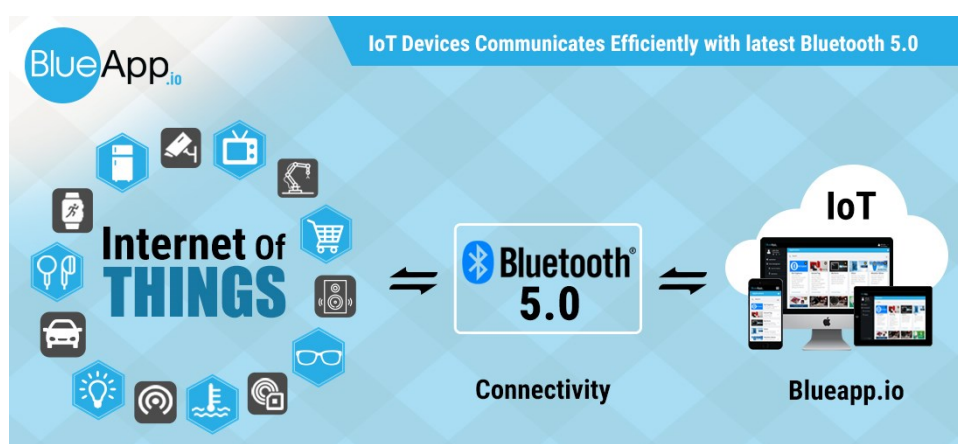 BlueApp.io
IoT Devices Communicates Efficiently with latest Bluetooth 5.0
Internet of
THINGS
Bluetooth®
5.0
Connectivity
IoT
Blueapp.io